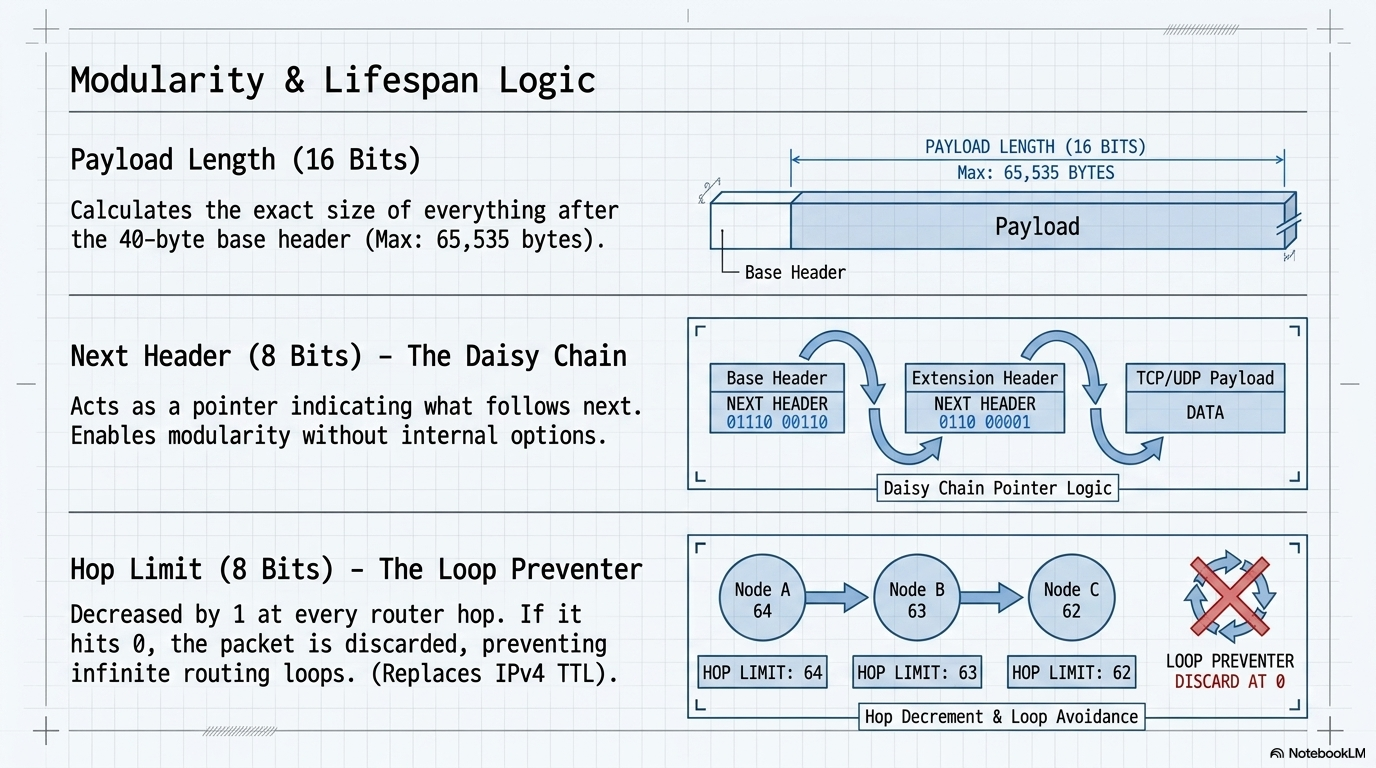 Modularity & Lifespan Logic
Payload Length (16 Bits)
Calculates the exact size of everything after
the 40-byte base header (Max: 65,535 bytes).
PAYLOAD LENGTH (16 BITS)
Max: 65,535 BYTES
Payload
Base Header
Next Header (8 Bits) – The Daisy Chain
Acts as a pointer indicating what follows next.
Enables modularity without internal options.
Base Header
NEXT HEADER
01110 00110
Extension Header
NEXT HEADER
0110 00001
TCP/UDP Payload
DATA
Daisy Chain Pointer Logic
Hop Limit (8 Bits) – The Loop Preventer
Decreased by 1 at every router hop. If it
hits 0, the packet is discarded, preventing
infinite routing loops. (Replaces IPv4 TTL).
Node A
64
Node B
63
Node C
62
HOP LIMIT: 64
HOP LIMIT: 63
HOP LIMIT: 62
LOOP PREVENTER
DISCARD AT 0
Hop Decrement & Loop Avoidance
NotebookLM